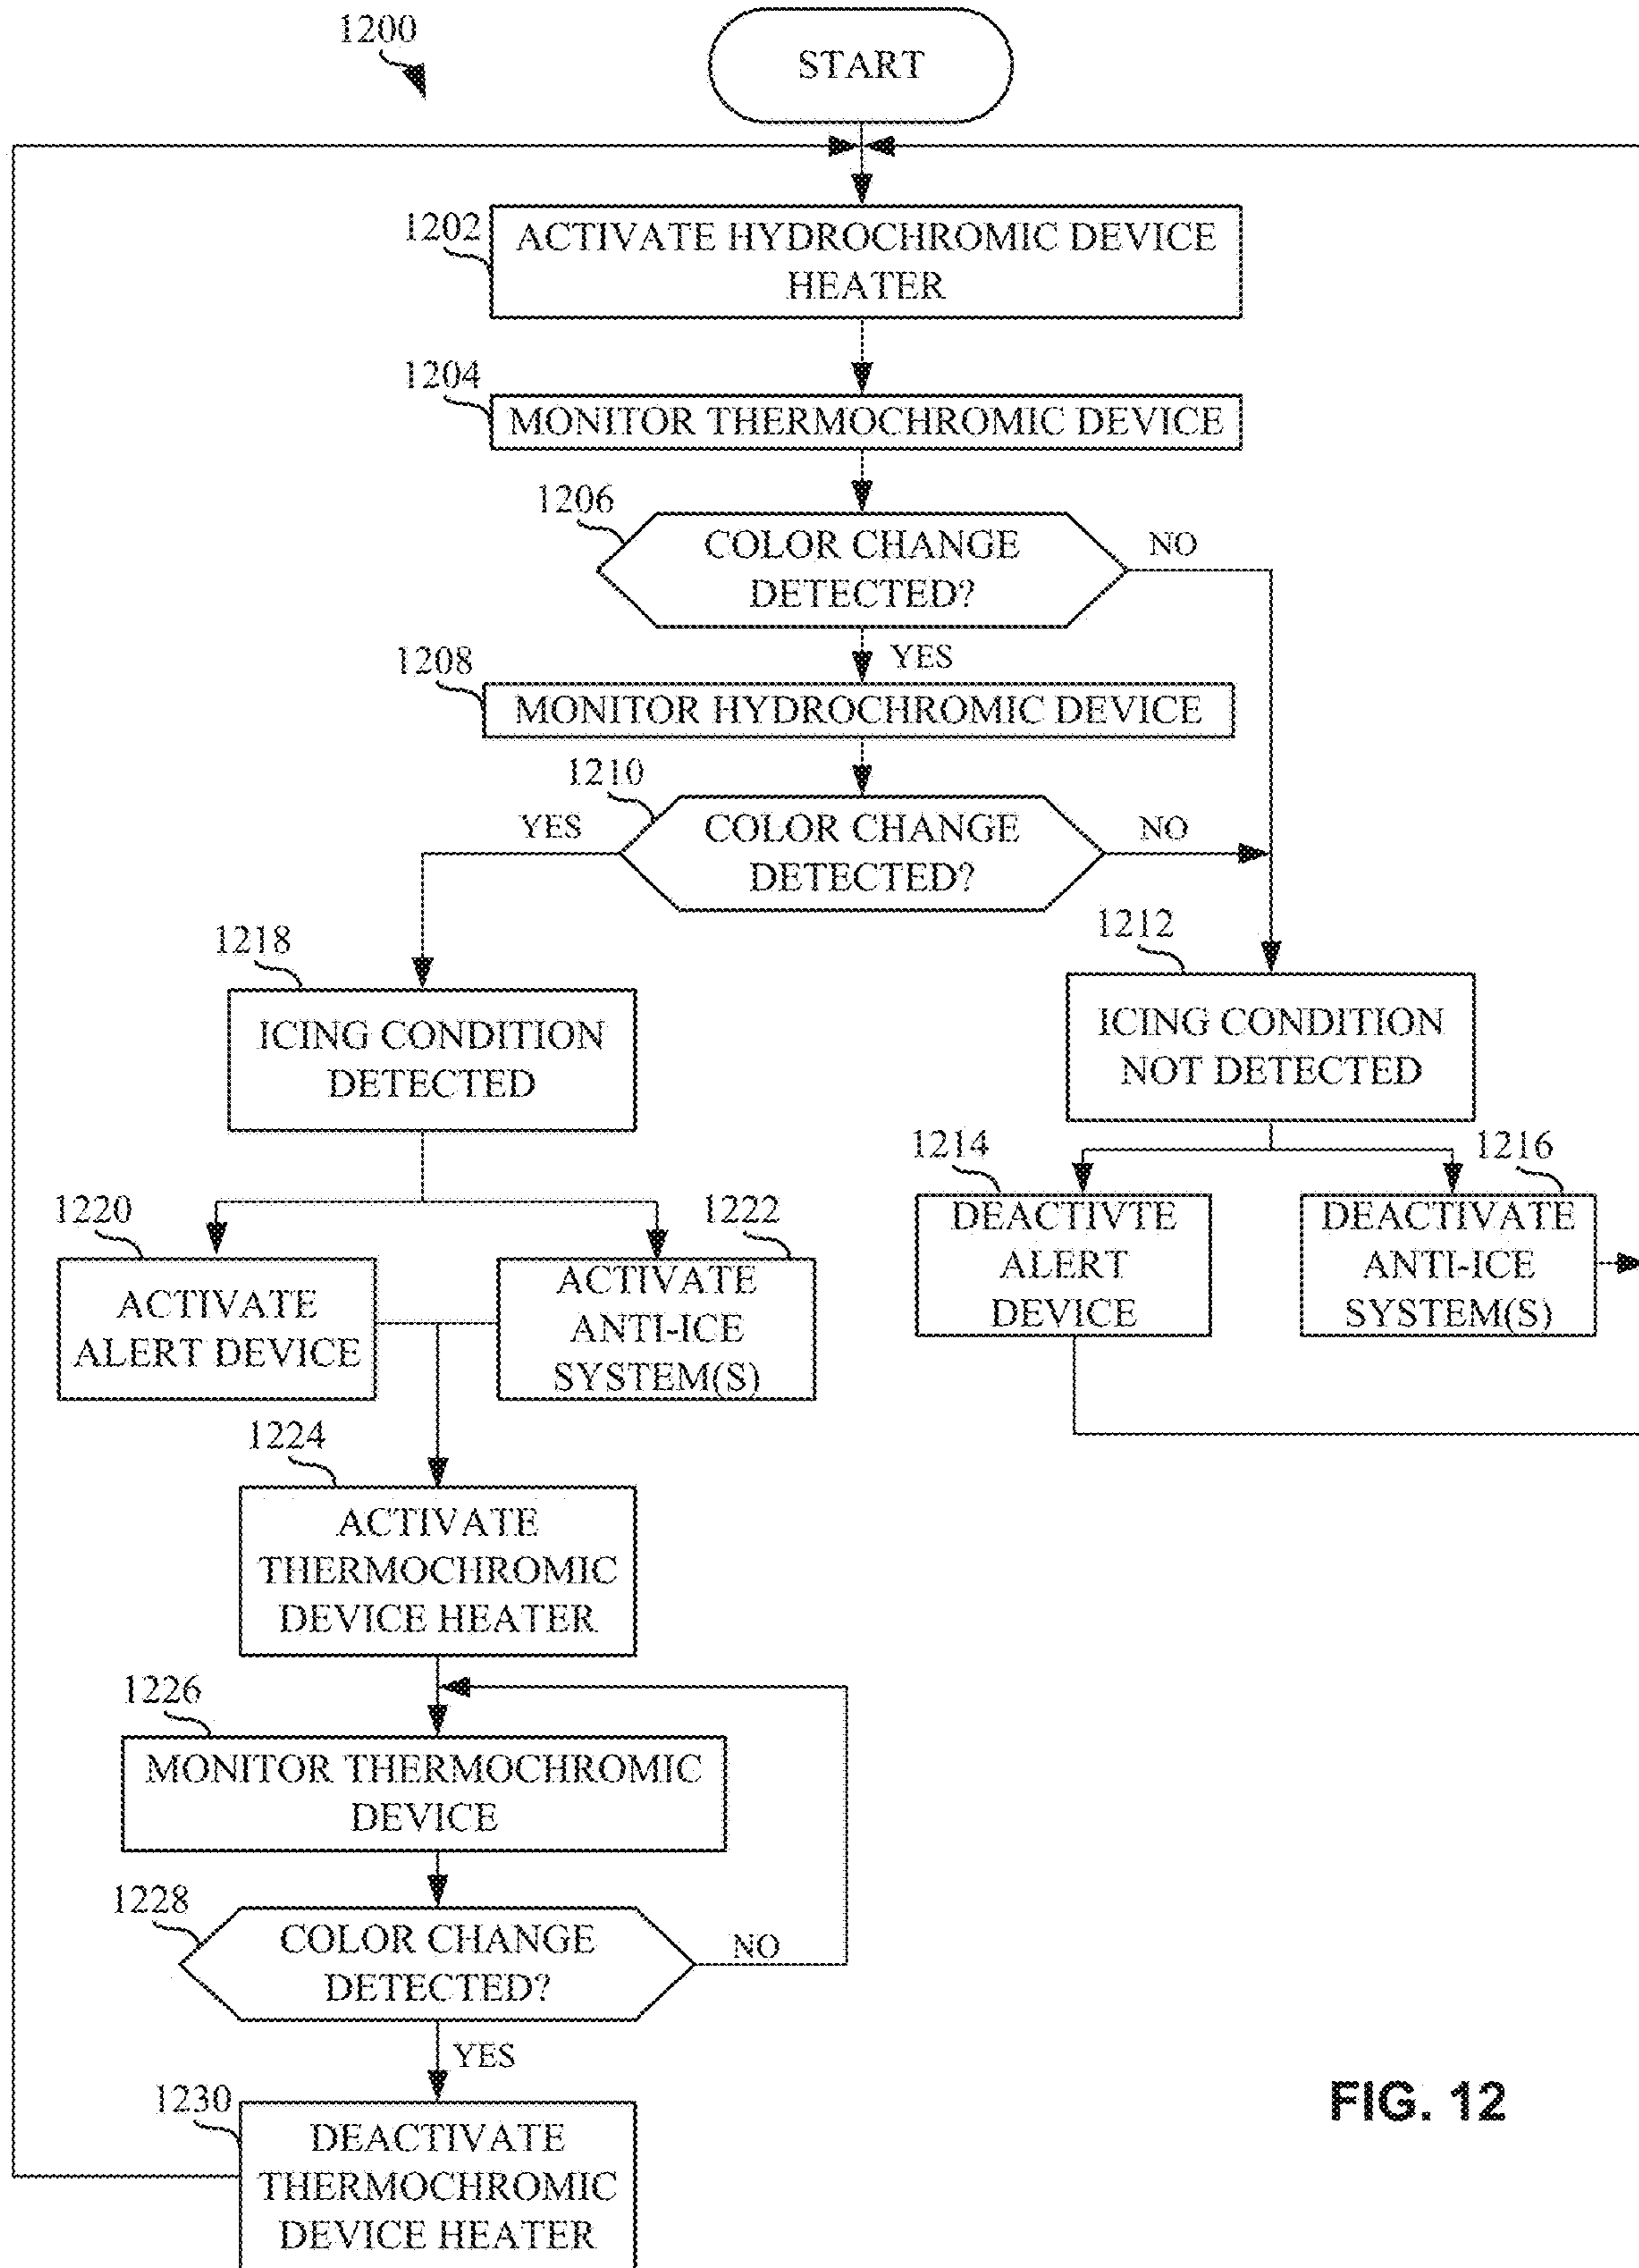 1200
START
1202
ACTIVATE HYDROCHROMIC DEVICE
HEATER
1204
MONITOR THERMOCHROMIC DEVICE
1206
COLOR CHANGE
DETECTED?
NO
YES
1208
MONITOR HYDROCHROMIC DEVICE
1210
COLOR CHANGE
DETECTED?
YES
NO
1218
ICING CONDITION
DETECTED
1212
ICING CONDITION
NOT DETECTED
1214
DEACTIVTE
ALERT
DEVICE
1216
DEACTIVATE
ANTI-ICE
SYSTEM(S)
1220
ACTIVATE
ALERT DEVICE
1222
ACTIVATE
ANTI-ICE
SYSTEM(S)
1224
ACTIVATE
THERMOCHROMIC
DEVICE HEATER
1226
MONITOR THERMOCHROMIC
DEVICE
1228
COLOR CHANGE
DETECTED?
NO
YES
1230
DEACTIVATE
THERMOCHROMIC
DEVICE HEATER
FIG. 12